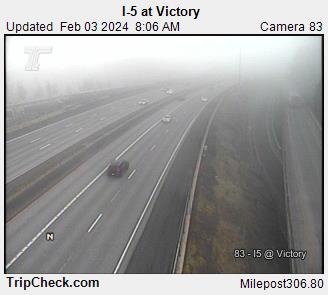 I-5 at Victory
Updated Feb 03 2024 8:06 AM Camera 83
N
83 - I5 @ Victory
TripCheck.com Milepost306.80